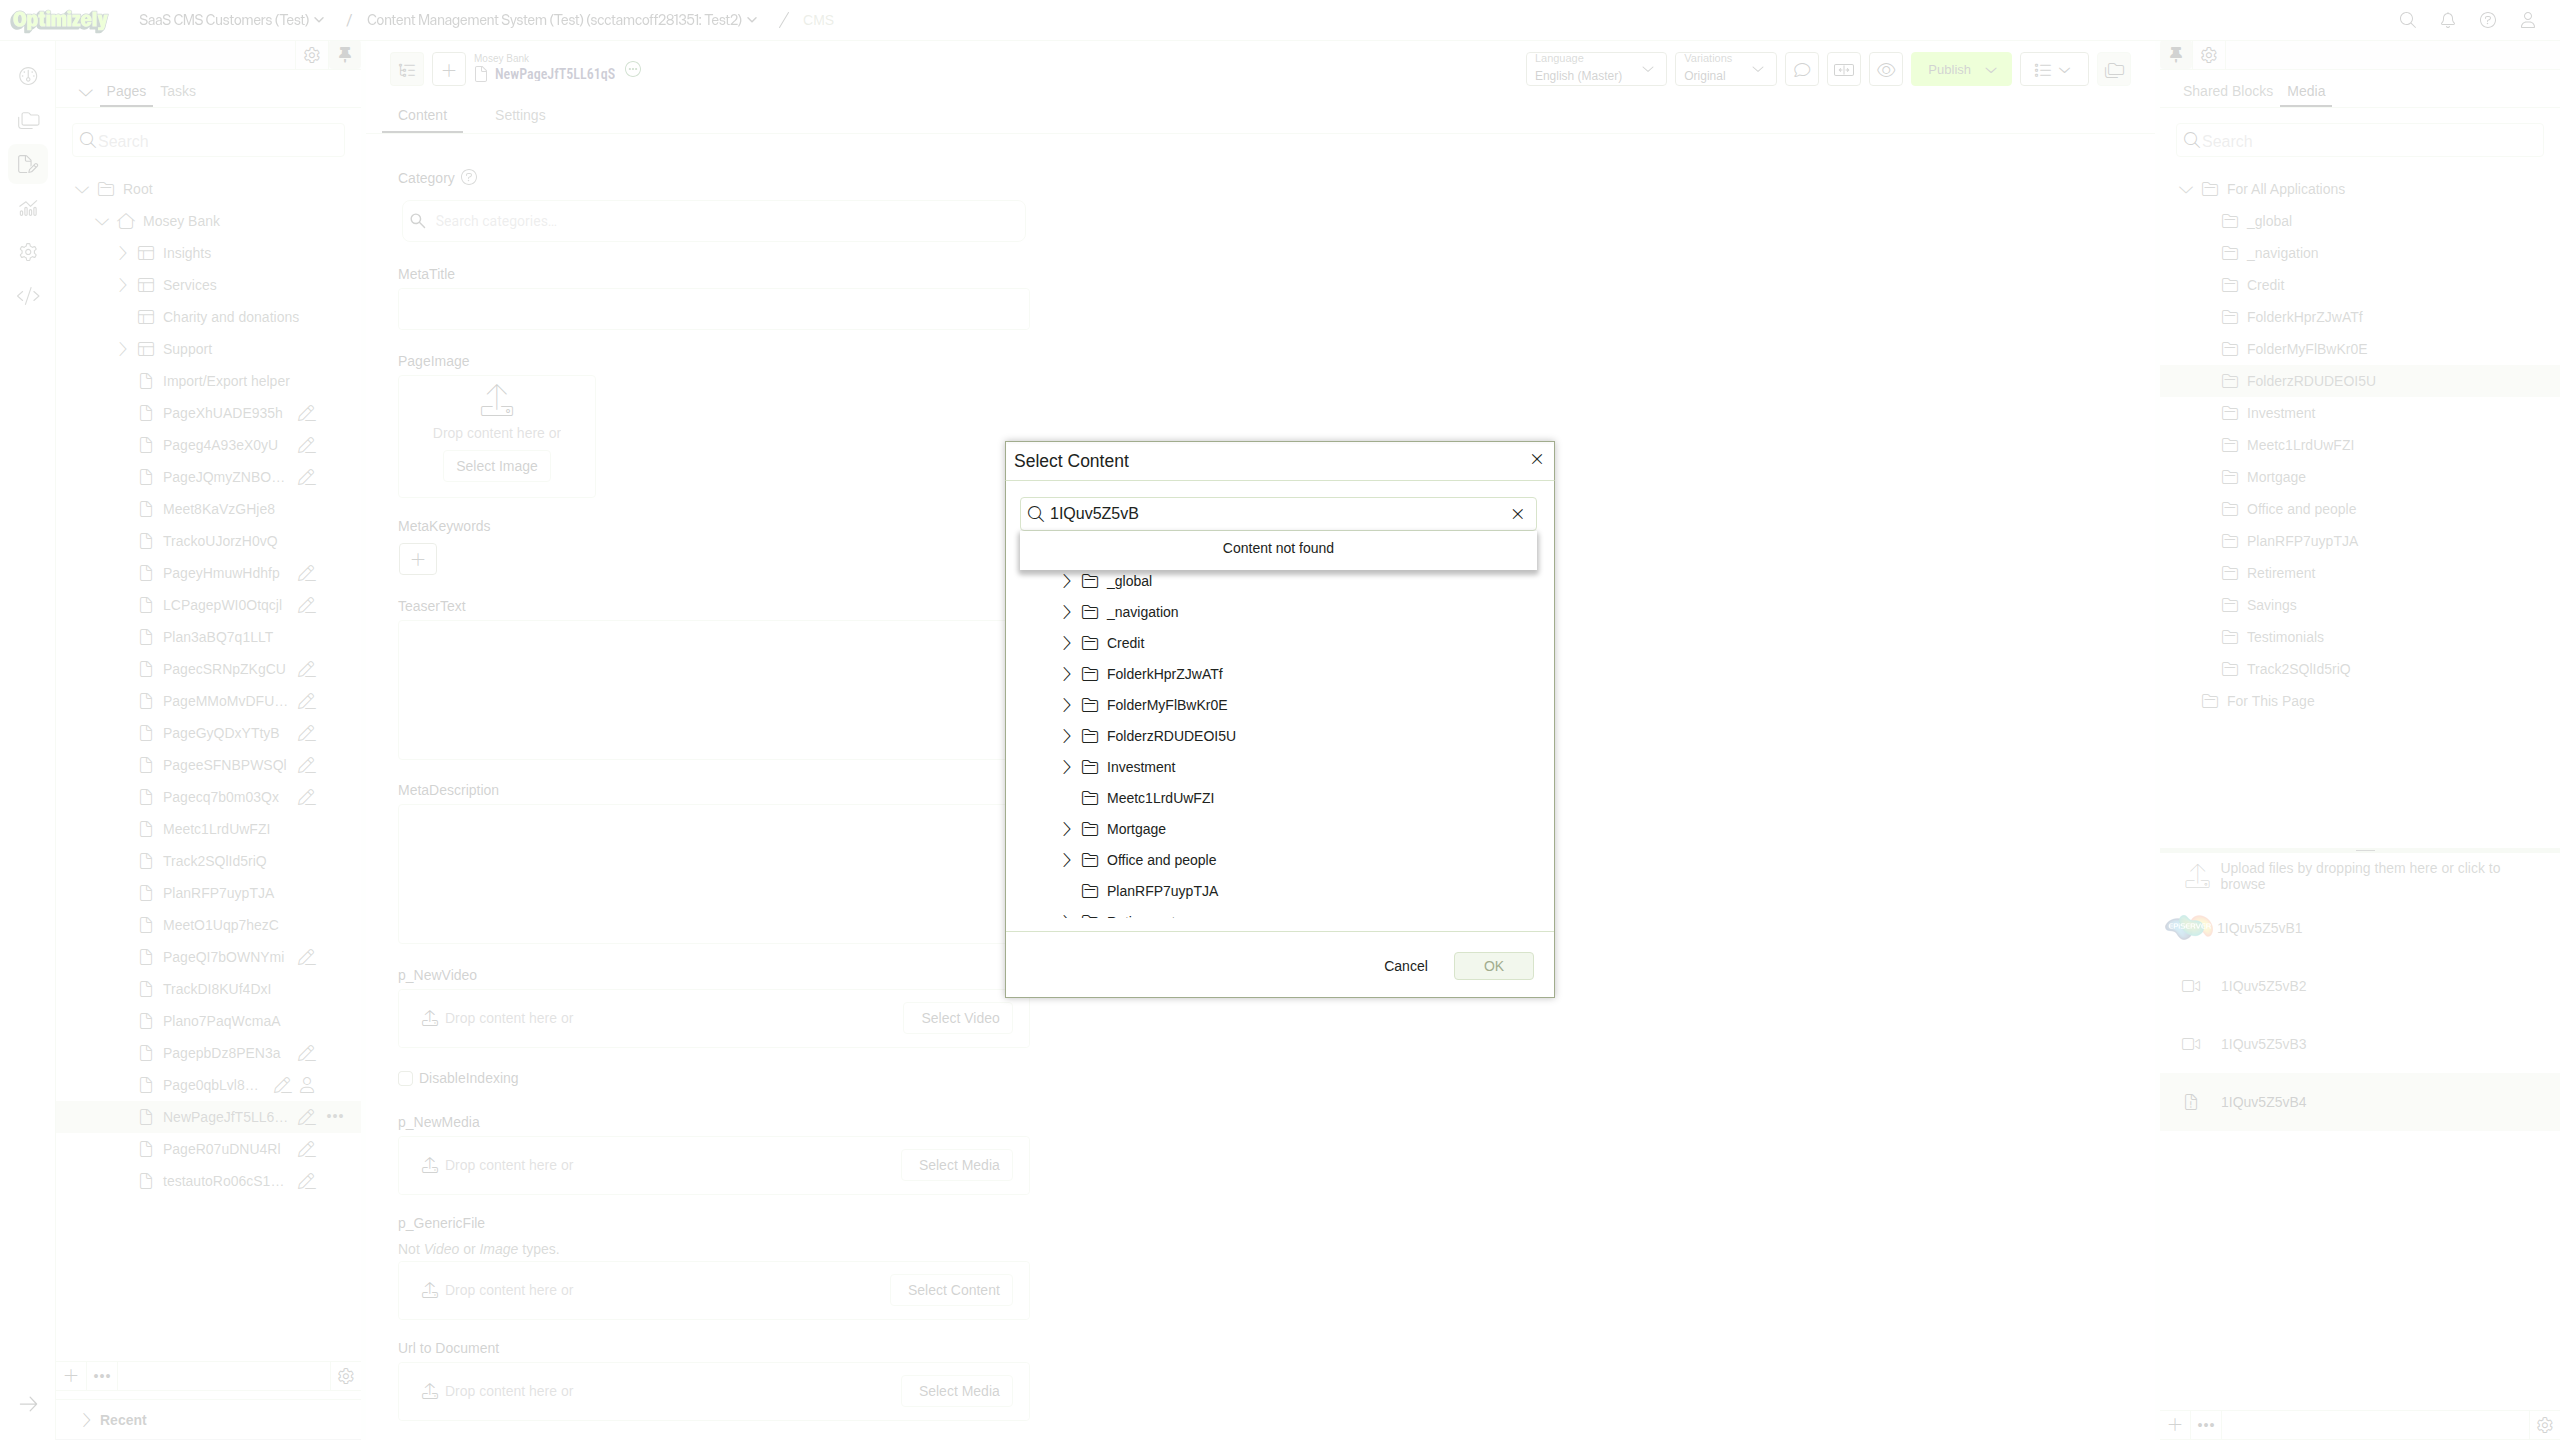 Optimizely
SaaS CMS Customers (Test) / Content Management System (Test) (scctamcoff281351: Test2) / CMS
Pages Tasks
Search
Root
Mosey Bank
Insights
Services
Charity and donations
Support
Import/Export helper
PageXhUADE935h
Pageg4A93eX0yU
PageJQmyZNBO...
Meet8KaVzGHje8
TrackoUJorzH0vQ
PageyHmuwHdhfp
LCPagepWI0Otqcjl
Plan3aBQ7q1LLT
PagecSRNpZKgCU
PageMMoMvDFU...
PageGyQDxYTtyB
PageeSFNBPWSQl
Pagecq7b0m03Qx
Meetc1LrdUwFZI
Track2SQlId5riQ
PlanRFP7uypTJA
MeetO1Uqp7hezC
PageQI7bOWNYmi
TrackDI8KUf4DxI
Plano7PaqWcmaA
PagepbDz8PEN3a
Page0qbLvl8...
NewPageJfT5LL6...
PageR07uDNU4Rl
testautoRo06cS1...
Recent
Mosey Bank
NewPageJfT5LL61qS
Language
English (Master)
Variations
Original
Publish
Content Settings
Category
Search categories...
MetaTitle
PageImage
Drop content here or
Select Image
MetaKeywords
TeaserText
MetaDescription
p_NewVideo
Drop content here or Select Video
DisableIndexing
p_NewMedia
Drop content here or Select Media
p_GenericFile
Not Video or Image types.
Drop content here or Select Content
Url to Document
Drop content here or Select Media
Select Content
1IQuv5Z5vB
Content not found
_global
_navigation
Credit
FolderkHprZJwATf
FolderMyFlBwKr0E
FolderzRDUDEOI5U
Investment
Meetc1LrdUwFZI
Mortgage
Office and people
PlanRFP7uypTJA
Cancel OK
Shared Blocks Media
Search
For All Applications
_global
_navigation
Credit
FolderkHprZJwATf
FolderMyFlBwKr0E
FolderzRDUDEOI5U
Investment
Meetc1LrdUwFZI
Mortgage
Office and people
PlanRFP7uypTJA
Retirement
Savings
Testimonials
Track2SQlId5riQ
For This Page
Upload files by dropping them here or click to
browse
1IQuv5Z5vB1
1IQuv5Z5vB2
1IQuv5Z5vB3
1IQuv5Z5vB4